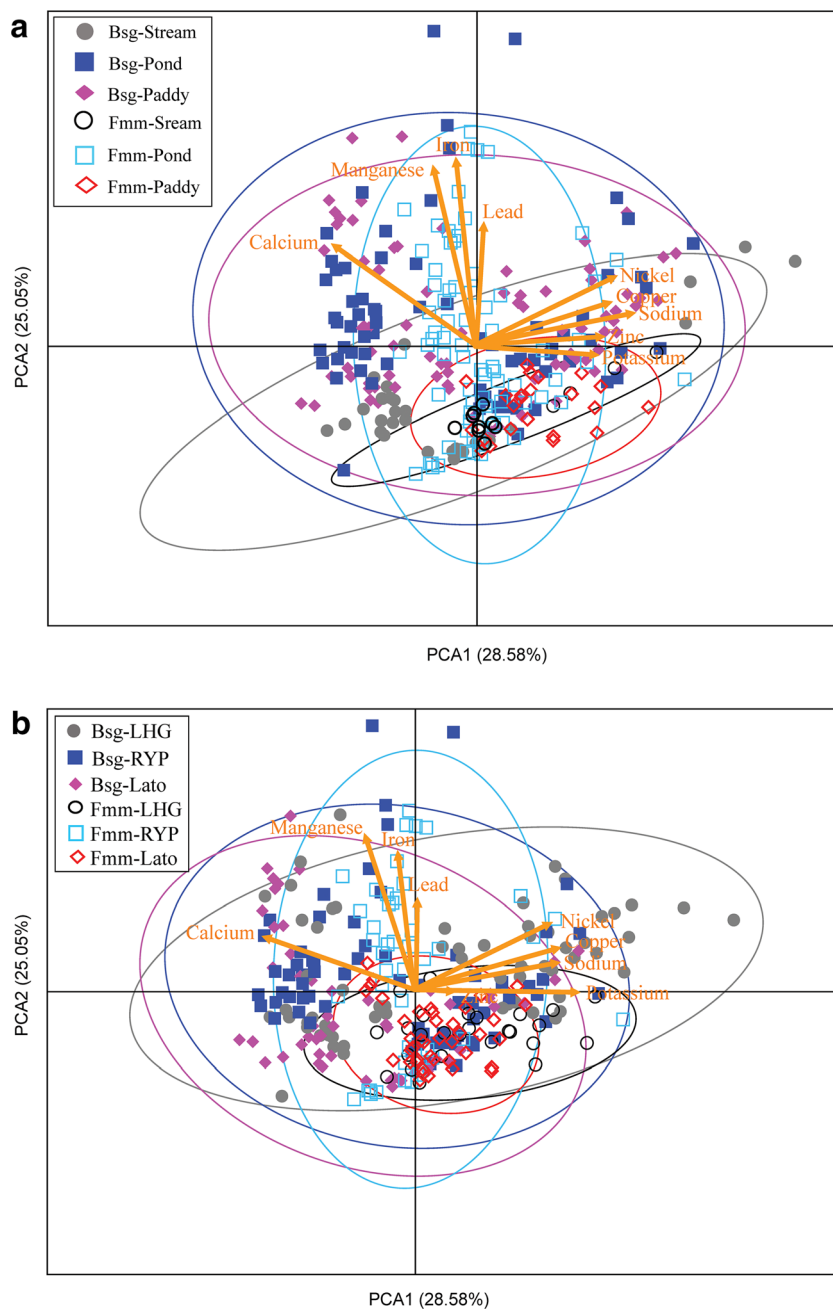 a
Bsg-Stream
Bsg-Pond
Bsg-Paddy
Fmm-Sream
Fmm-Pond
Fmm-Paddy
Iron
Manganese
Lead
Calcium
Nickel
Copper
Sodium
Zinc
Potassium
PCA2 (25.05%)
PCA1 (28.58%)
b
Bsg-LHG
Bsg-RYP
Bsg-Lato
Fmm-LHG
Fmm-RYP
Fmm-Lato
Manganese
Iron
Lead
Calcium
Nickel
Copper
Sodium
Zinc
Potassium
PCA2 (25.05%)
PCA1 (28.58%)